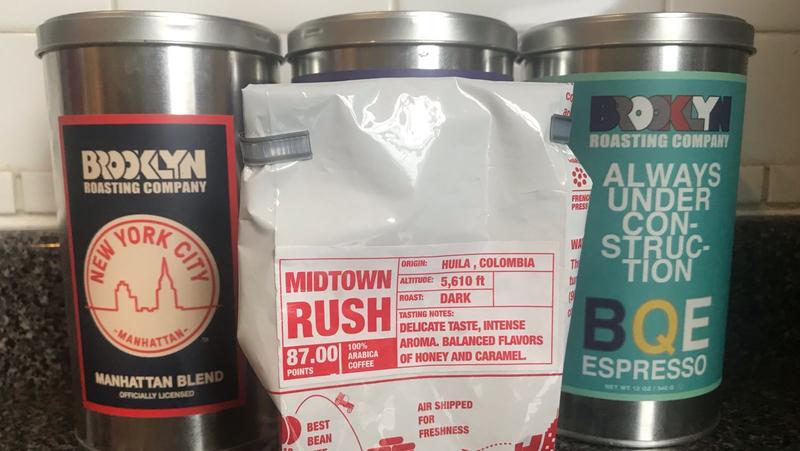 BROOKLYN
ROASTING COMPANY
NEW YORK CITY
-MANHATTAN-
TM
MANHATTAN BLEND
OFFICIALLY LICENSED
MIDTOWN
RUSH
87.00
POINTS
100%
ARABICA
COFFEE
ORIGIN: HUILA , COLOMBIA
ALTITUDE: 5,610 ft
ROAST: DARK
TASTING NOTES:
DELICATE TASTE, INTENSE
AROMA. BALANCED FLAVORS
OF HONEY AND CARAMEL.
BEST
BEAN
AIR SHIPPED
FOR
FRESHNESS
BROOKLYN
ROASTING COMPANY
ALWAYS
UNDER
CON-
STRUC-
TION
BQE
ESPRESSO
NET WT 12 OZ / 340 G